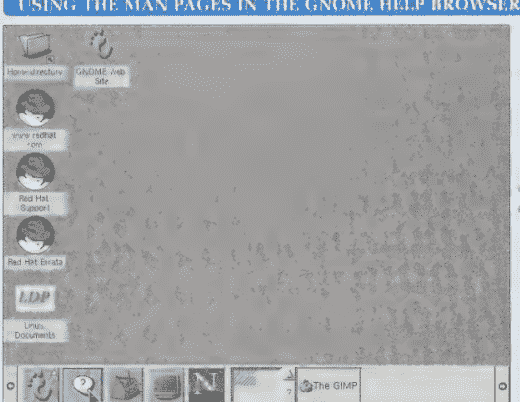 USING THE MAN PAGES IN THE GNOME HELP BROWSER
Home directory
GNOME Web
Site
www.redhat
.com
Red Hat
Support
Red Hat Errata
LDP
Linux
Documents
N
?
The GIMP